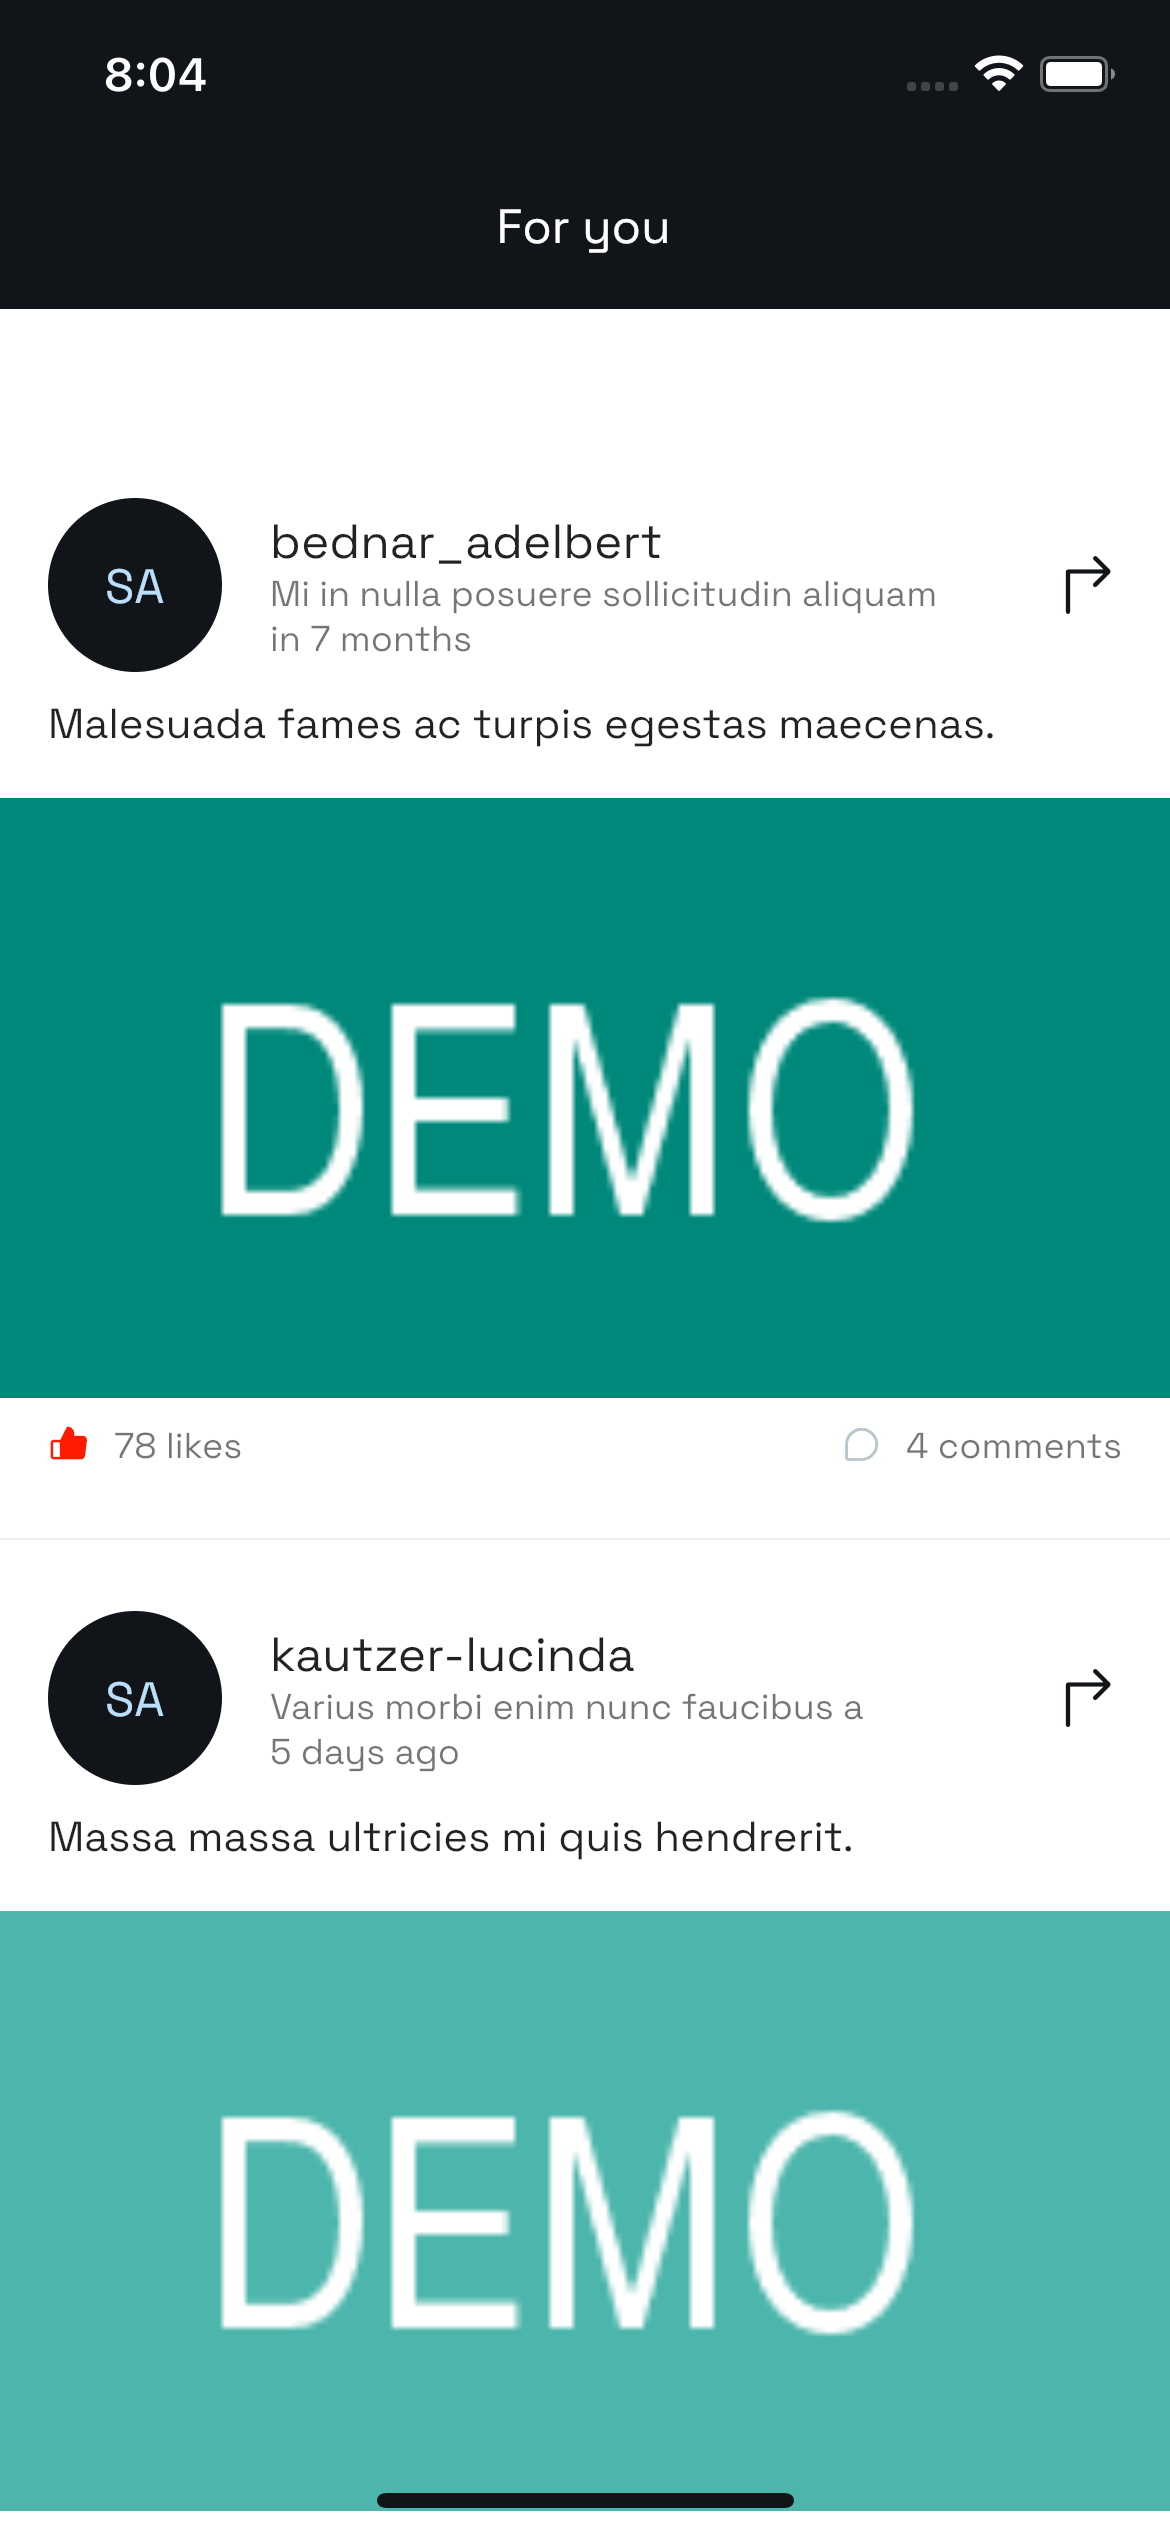 8:04
For you
SA
bednar_adelbert
Mi in nulla posuere sollicitudin aliquam
in 7 months
Malesuada fames ac turpis egestas maecenas.
DEMO
78 likes
4 comments
SA
kautzer-lucinda
Varius morbi enim nunc faucibus a
5 days ago
Massa massa ultricies mi quis hendrerit.
DEMO